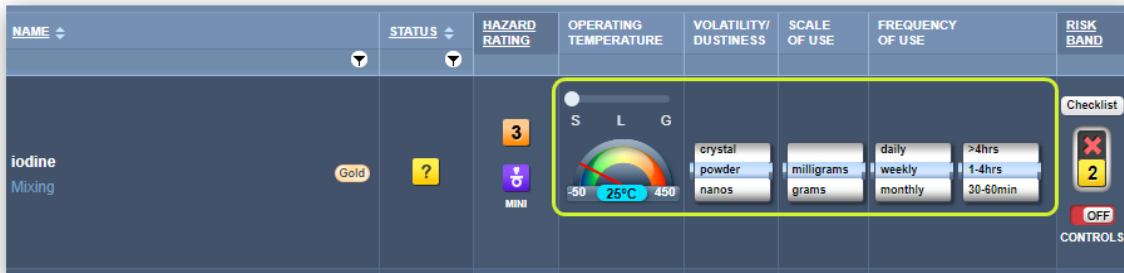 NAME
STATUS
HAZARD
RATING
OPERATING
TEMPERATURE
VOLATILITY/
DUSTINESS
SCALE
OF USE
FREQUENCY
OF USE
RISK
BAND
iodine
Mixing
Gold
?
3
MINI
S L G
-50 25°C 450
crystal
powder
nanos
milligrams
grams
daily
weekly
monthly
>4hrs
1-4hrs
30-60min
Checklist
2
OFF
CONTROLS